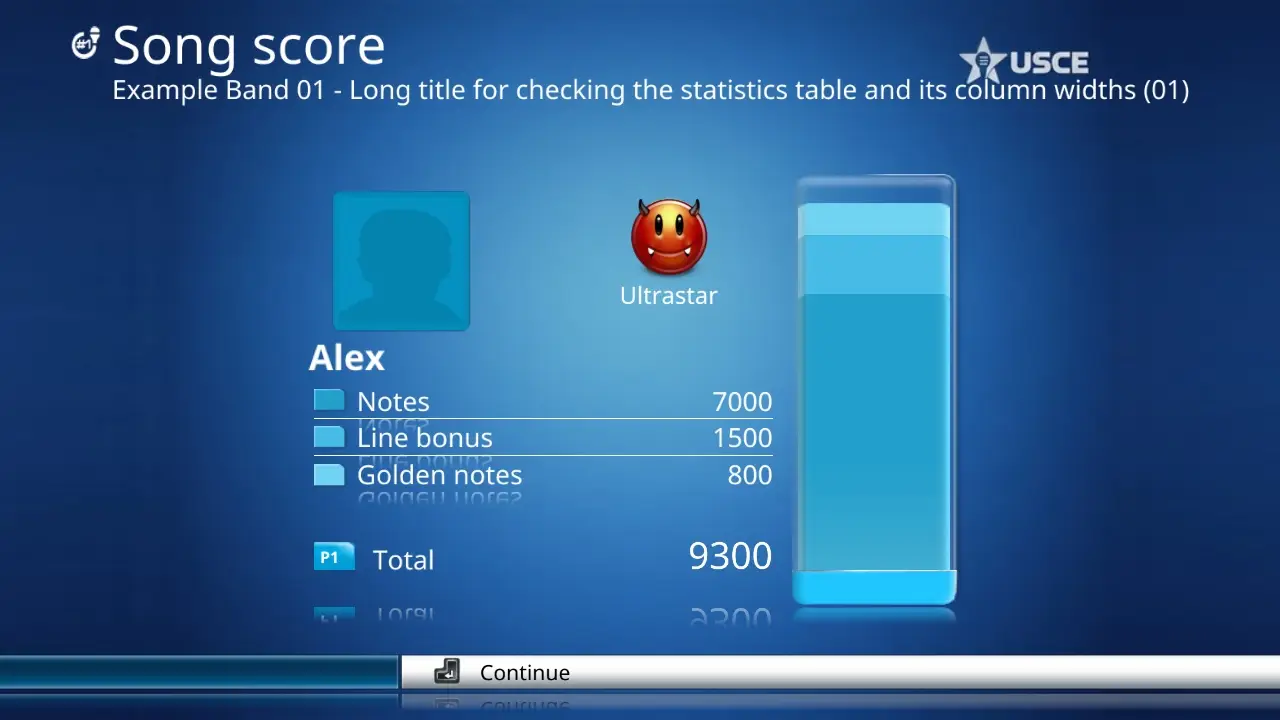 #1 Song score
USCE
Example Band 01 - Long title for checking the statistics table and its column widths (01)
Ultrastar
Alex
Notes 7000
Line bonus 1500
Golden notes 800
P1 Total 9300
Continue